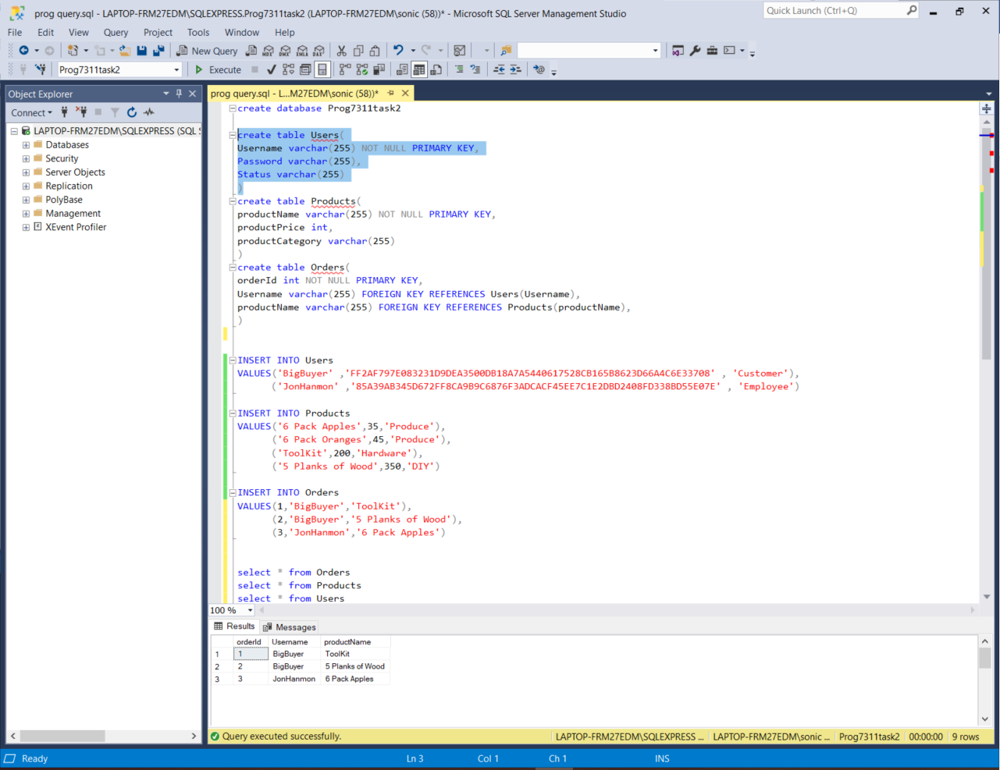 prog query.sql - LAPTOP-FRM27EDM\SQLEXPRESS.Prog7311task2 (LAPTOP-FRM27EDM\sonic (58))* - Microsoft SQL Server Management Studio
Quick Launch (Ctrl+Q)
File Edit View Query Project Tools Window Help
New Query MDX DMX XMLA DAX
Prog7311task2 Execute
Object Explorer
prog query.sql - L...M27EDM\sonic (58))*
Connect
LAPTOP-FRM27EDM\SQLEXPRESS (SQL S
Databases
Security
Server Objects
Replication
PolyBase
Management
XEvent Profiler
create database Prog7311task2
create table Users(
Username varchar(255) NOT NULL PRIMARY KEY,
Password varchar(255),
Status varchar(255)
)
create table Products(
productName varchar(255) NOT NULL PRIMARY KEY,
productPrice int,
productCategory varchar(255)
)
create table Orders(
orderId int NOT NULL PRIMARY KEY,
Username varchar(255) FOREIGN KEY REFERENCES Users(Username),
productName varchar(255) FOREIGN KEY REFERENCES Products(productName),
)
INSERT INTO Users
VALUES('BigBuyer' ,'FF2AF797E083231D9DEA3500DB18A7A5440617528CB165B8623D66A4C6E33708' , 'Customer'),
('JonHanmon' ,'85A39AB345D672FF8CA9B9C6876F3ADCACF45EE7C1E2DBD2408FD338BD55E07E' , 'Employee')
INSERT INTO Products
VALUES('6 Pack Apples',35,'Produce'),
('6 Pack Oranges',45,'Produce'),
('ToolKit',200,'Hardware'),
('5 Planks of Wood',350,'DIY')
INSERT INTO Orders
VALUES(1,'BigBuyer','ToolKit'),
(2,'BigBuyer','5 Planks of Wood'),
(3,'JonHanmon','6 Pack Apples')
select * from Orders
select * from Products
select * from Users
100 %
Results Messages
orderId Username productName
1 1 BigBuyer ToolKit
2 2 BigBuyer 5 Planks of Wood
3 3 JonHanmon 6 Pack Apples
Query executed successfully. LAPTOP-FRM27EDM\SQLEXPRESS ... LAPTOP-FRM27EDM\sonic ... Prog7311task2 00:00:00 9 rows
Ready Ln 3 Col 1 Ch 1 INS